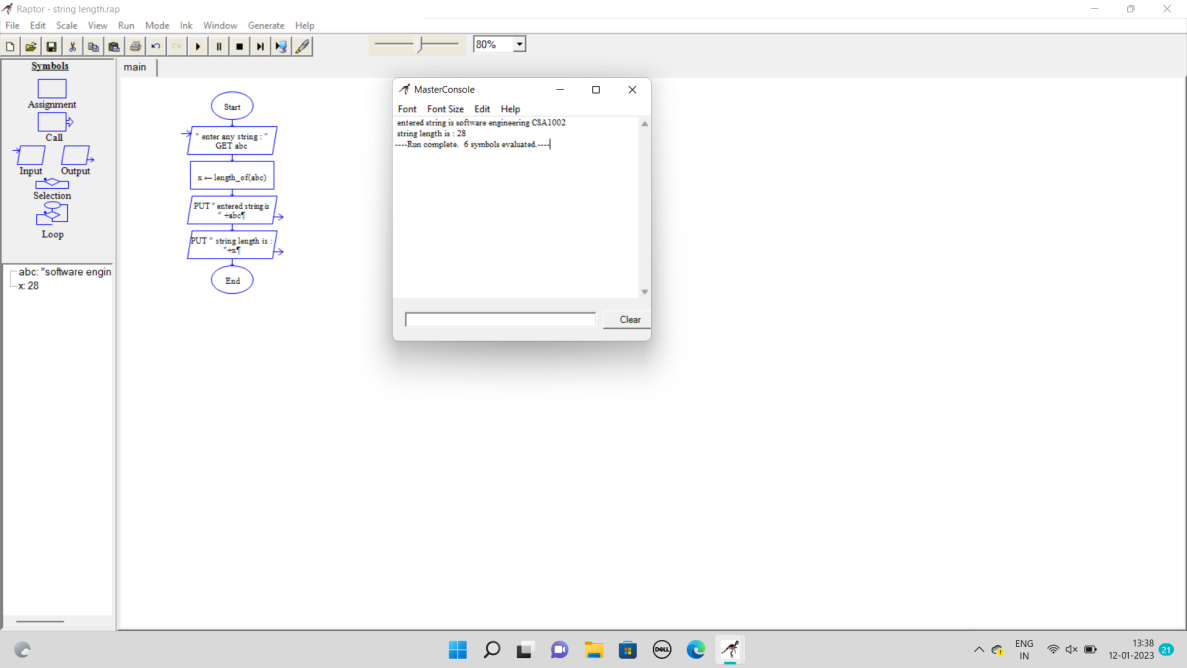 Raptor - string length.rap
File Edit Scale View Run Mode Ink Window Generate Help
80%
Symbols
Assignment
Call
Input Output
Selection
Loop
abc: "software engin
x: 28
main
Start
" enter any string : "
GET abc
x ← length_of(abc)
PUT " entered string is
" +abc¶
PUT " string length is :
"+x¶
End
MasterConsole
Font Font Size Edit Help
entered string is software engineering CSA1002
string length is : 28
----Run complete.  6 symbols evaluated.----
Clear
DELL
ENG
IN
13:38
12-01-2023
21